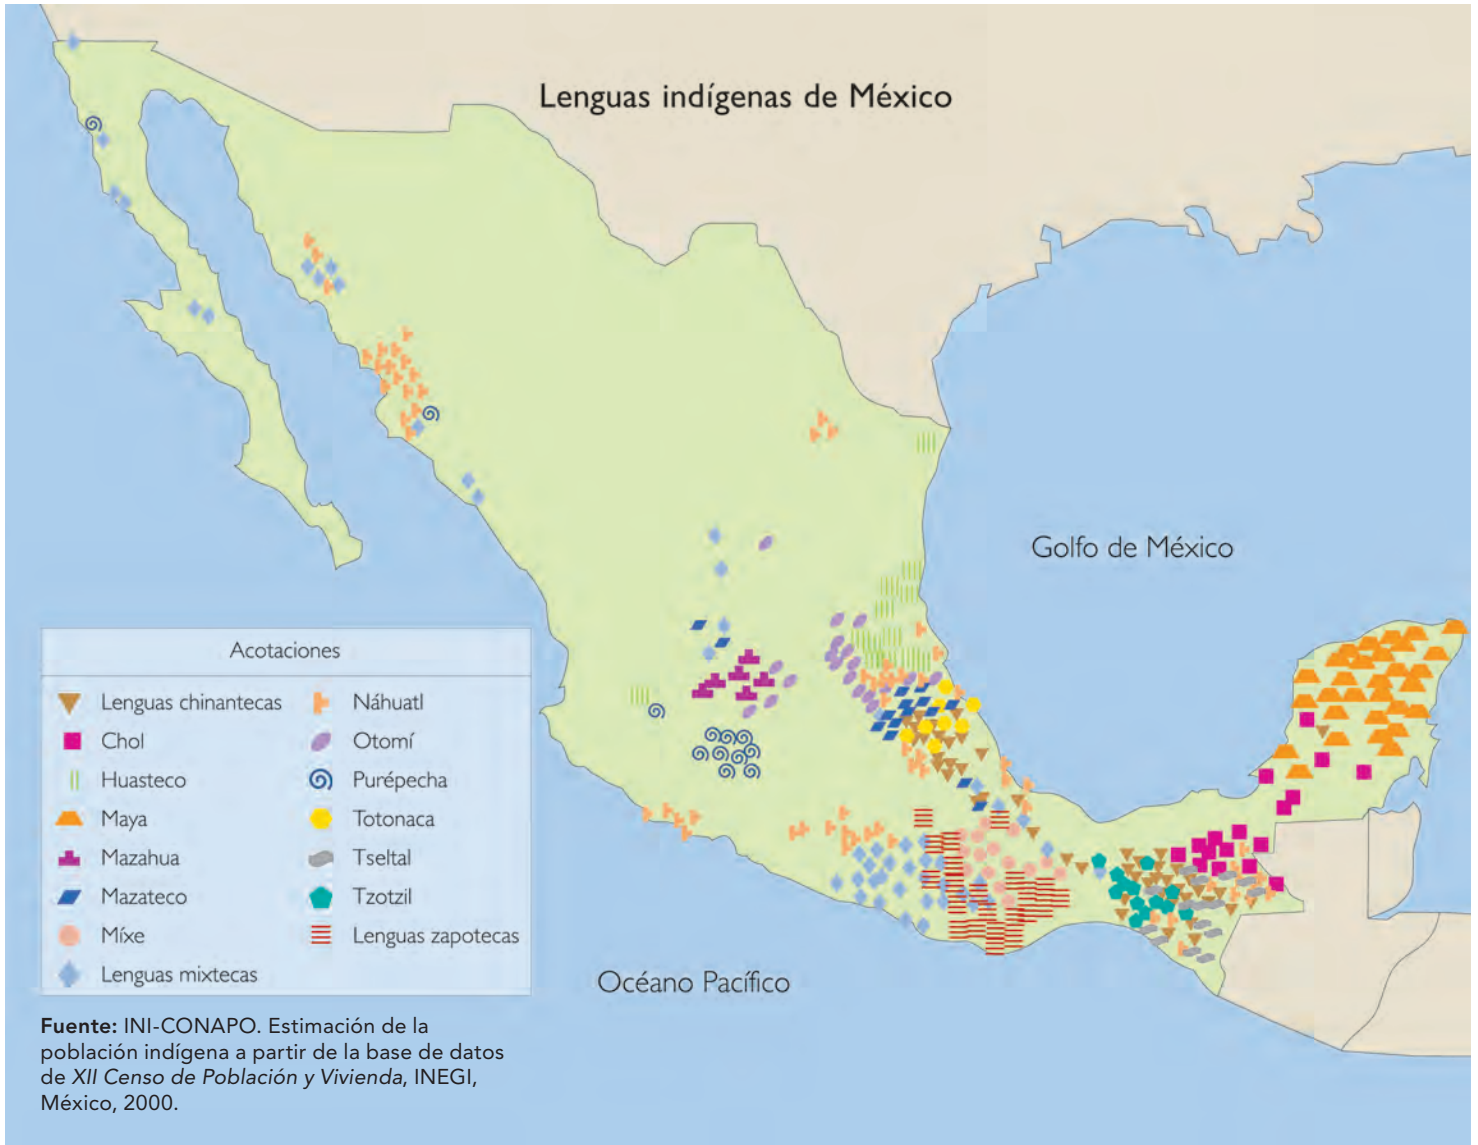 Lenguas indígenas de México
Golfo de México
Acotaciones
Lenguas chinantecas
Chol
Huasteco
Maya
Mazahua
Mazateco
Míxe
Lenguas mixtecas
Náhuatl
Otomí
Purépecha
Totonaca
Tseltal
Tzotzil
Lenguas zapotecas
Océano Pacífico
Fuente: INI-CONAPO. Estimación de la
población indígena a partir de la base de datos
de XII Censo de Población y Vivienda, INEGI,
México, 2000.